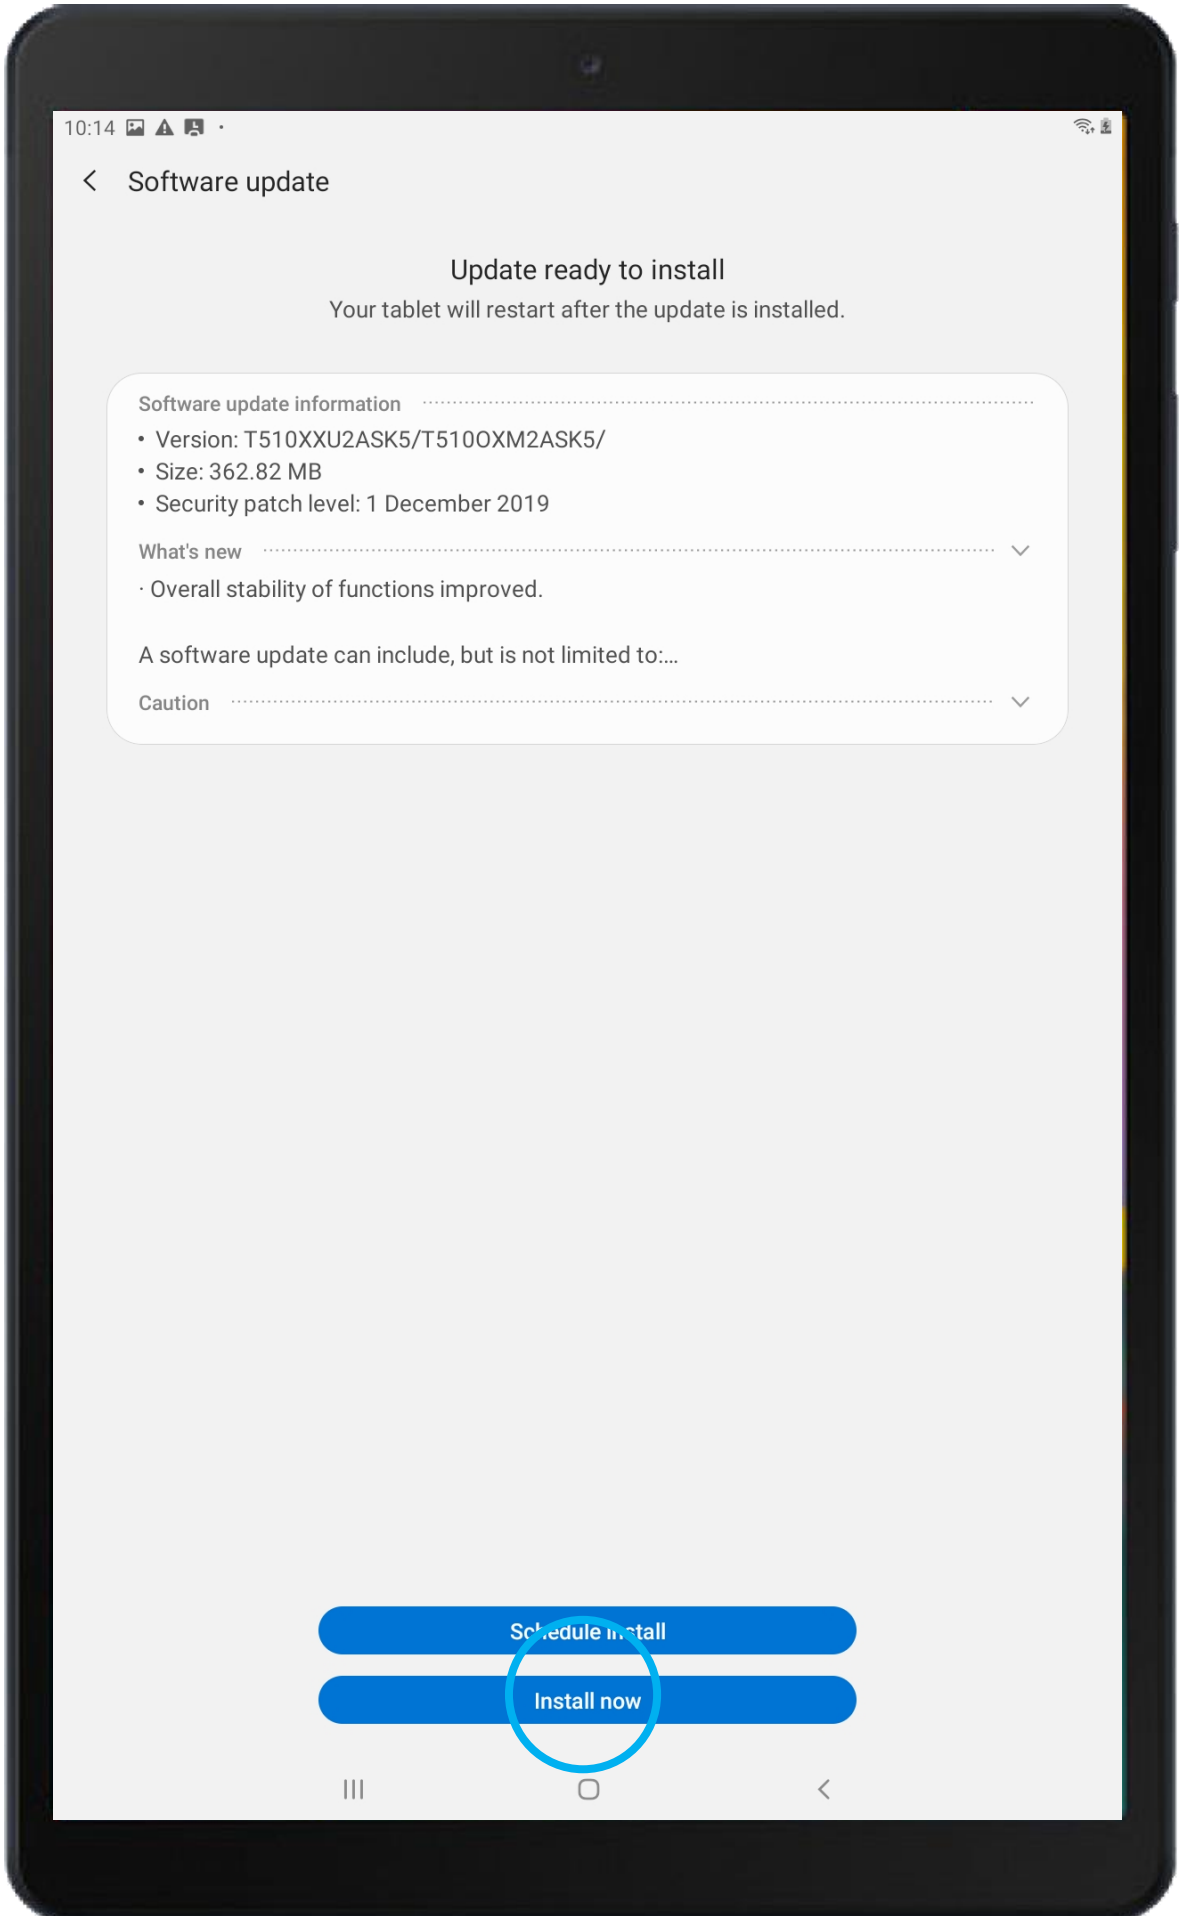 10:14
Software update
Update ready to install
Your tablet will restart after the update is installed.
Software update information
• Version: T510XXU2ASK5/T510OXM2ASK5/
• Size: 362.82 MB
• Security patch level: 1 December 2019
What's new
· Overall stability of functions improved.
A software update can include, but is not limited to:...
Caution
Schedule install
Install now